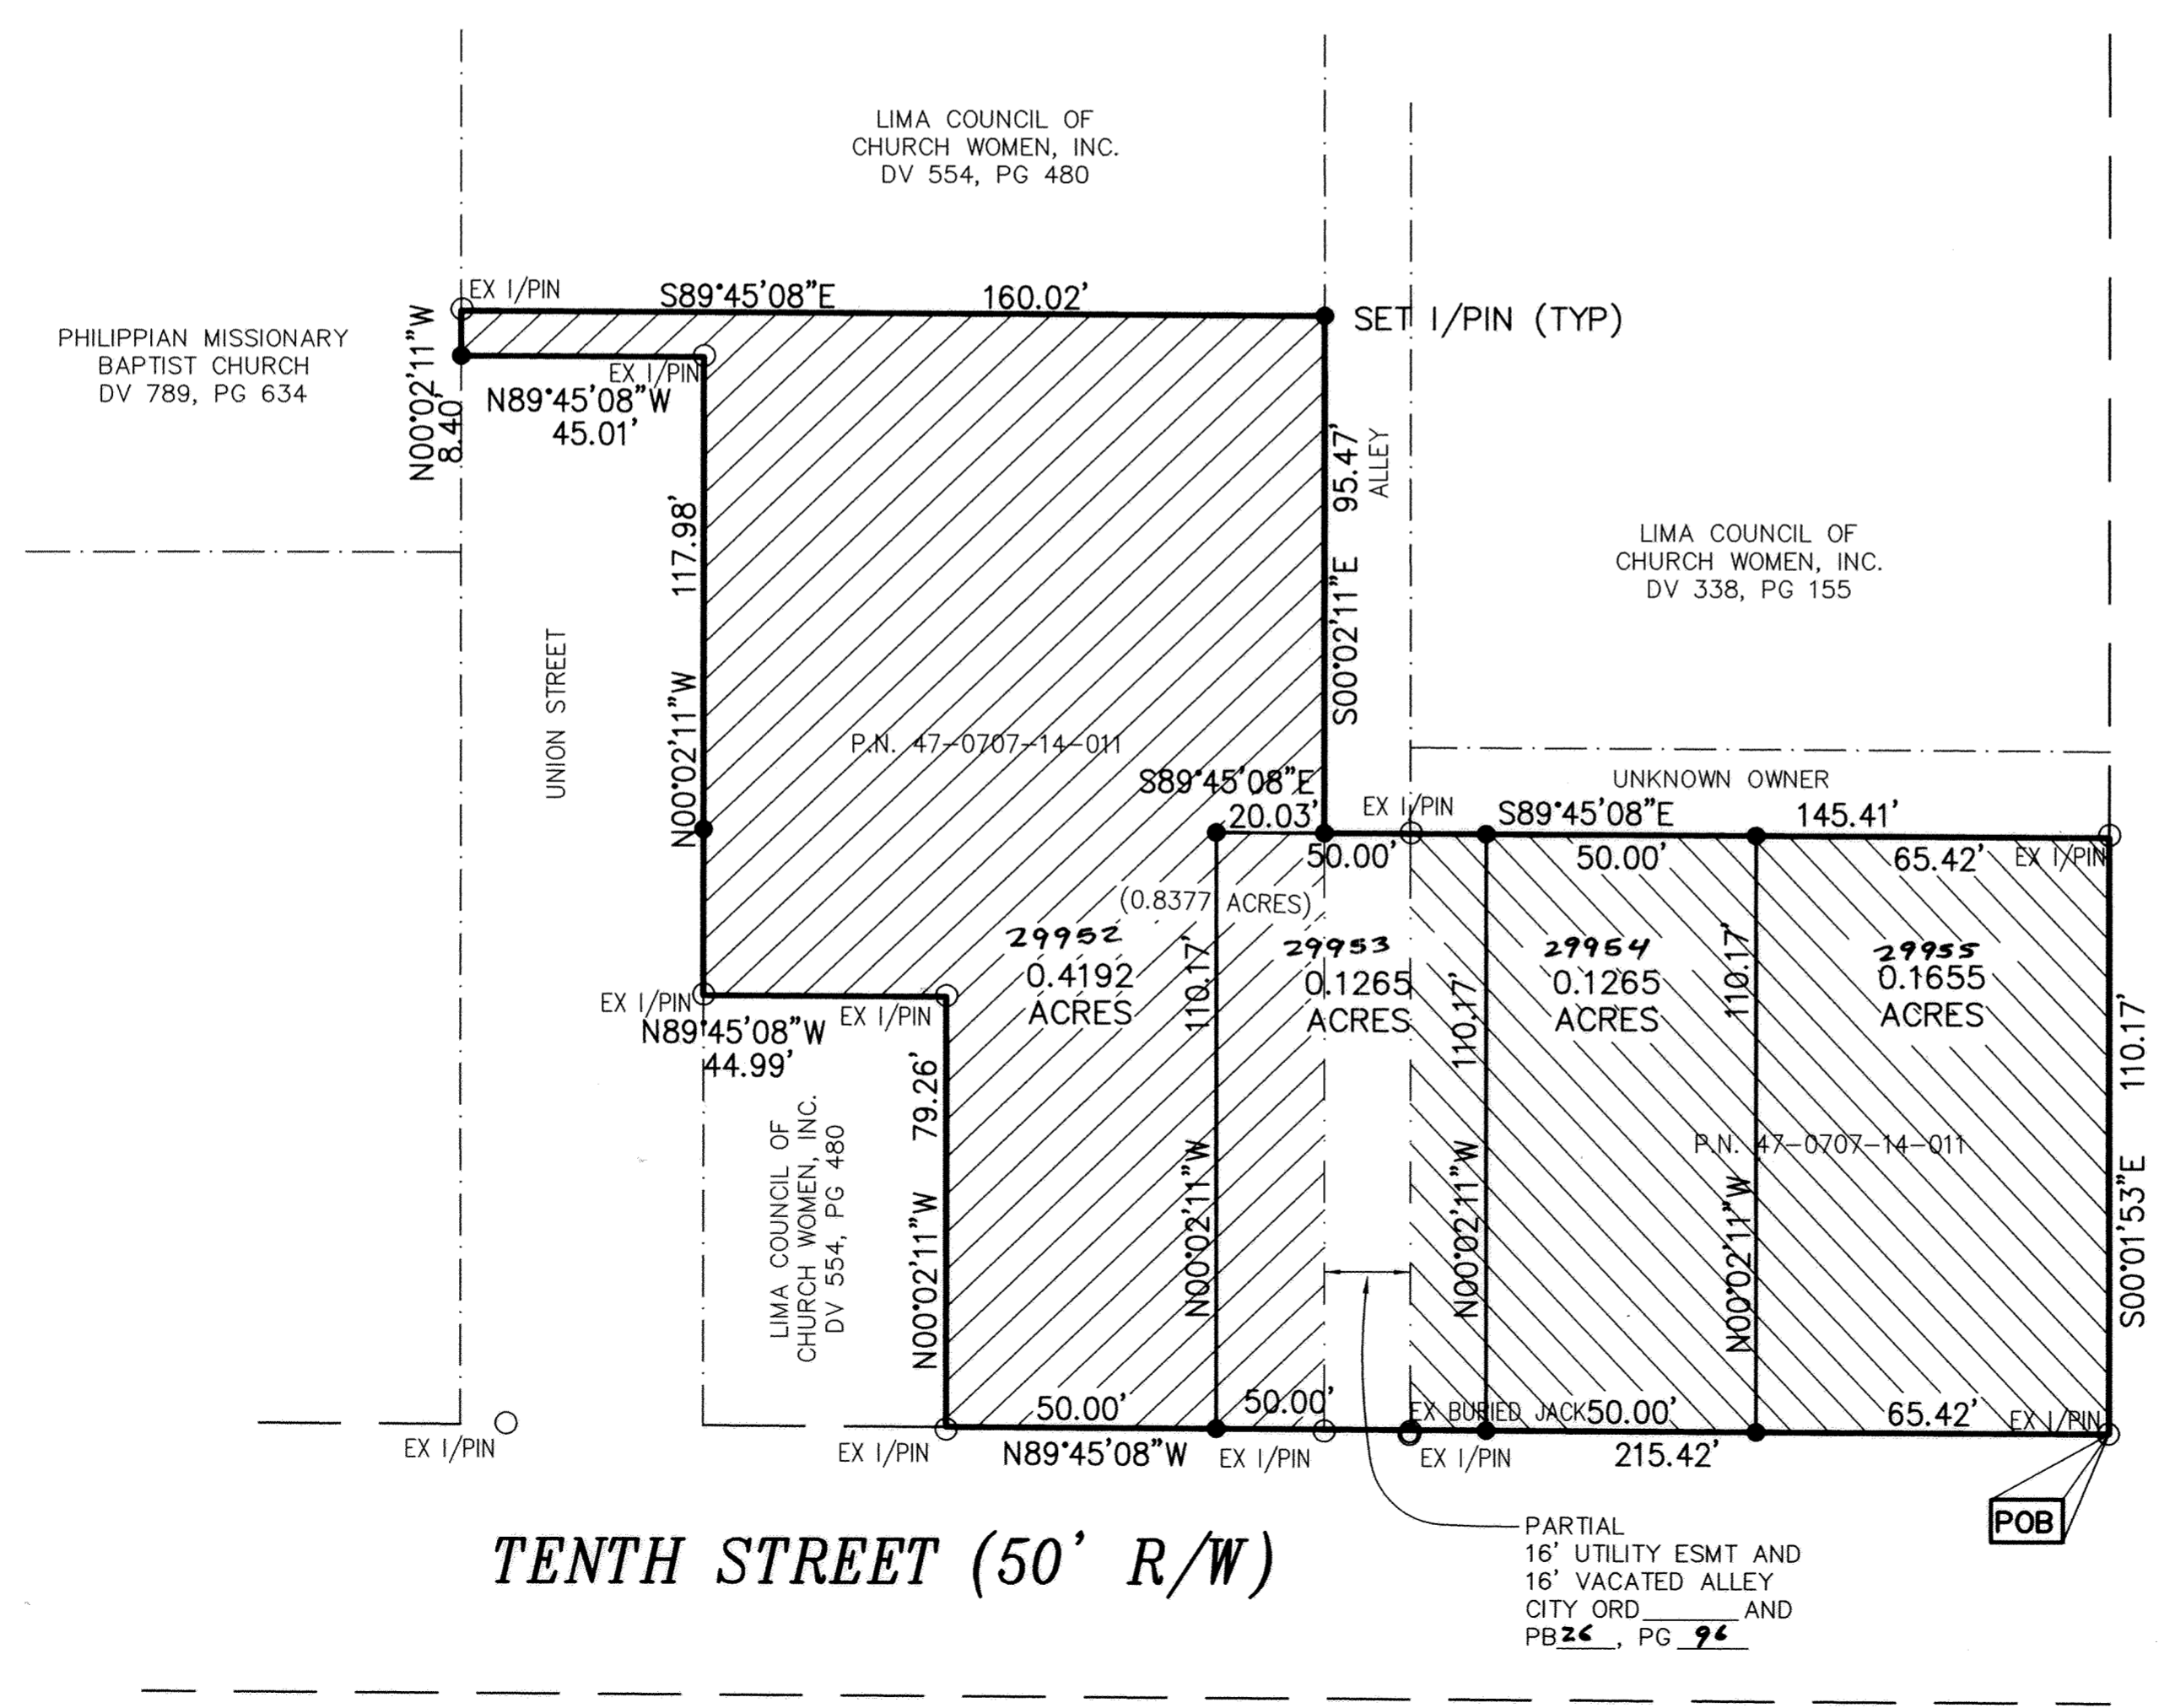 LIMA COUNCIL OF
CHURCH WOMEN, INC.
DV 554, PG 480
EX I/PIN
S89°45'08"E
160.02'
SET I/PIN (TYP)
PHILIPPIAN MISSIONARY
BAPTIST CHURCH
DV 789, PG 634
N00°02'11"W
8.40'
EX I/PIN
N89°45'08"W
45.01'
117.98'
N00°02'11"W
UNION STREET
95.47'
S00°02'11"E
ALLEY
LIMA COUNCIL OF
CHURCH WOMEN, INC.
DV 338, PG 155
P.N. 47-0707-14-011
S89°45'08"E
20.03'
EX I/PIN
UNKNOWN OWNER
S89°45'08"E
145.41'
50.00'
50.00'
65.42'
EX I/PIN
(0.8377 ACRES)
29952
0.4192
ACRES
29953
0.1265
ACRES
29954
0.1265
ACRES
29955
0.1655
ACRES
110.17'
N00°02'11"W
110.17'
N00°02'11"W
110.17'
N00°02'11"W
110.17'
S00°01'53"E
EX I/PIN
EX I/PIN
N89°45'08"W
44.99'
79.26'
N00°02'11"W
LIMA COUNCIL OF
CHURCH WOMEN, INC.
DV 554, PG 480
P.N. 47-0707-14-011
50.00'
50.00'
EX BURIED JACK
50.00'
65.42'
EX I/PIN
EX I/PIN
EX I/PIN
N89°45'08"W
EX I/PIN
EX I/PIN
215.42'
POB
TENTH STREET (50' R/W)
PARTIAL
16' UTILITY ESMT AND
16' VACATED ALLEY
CITY ORD_______ AND
PB 26, PG 96